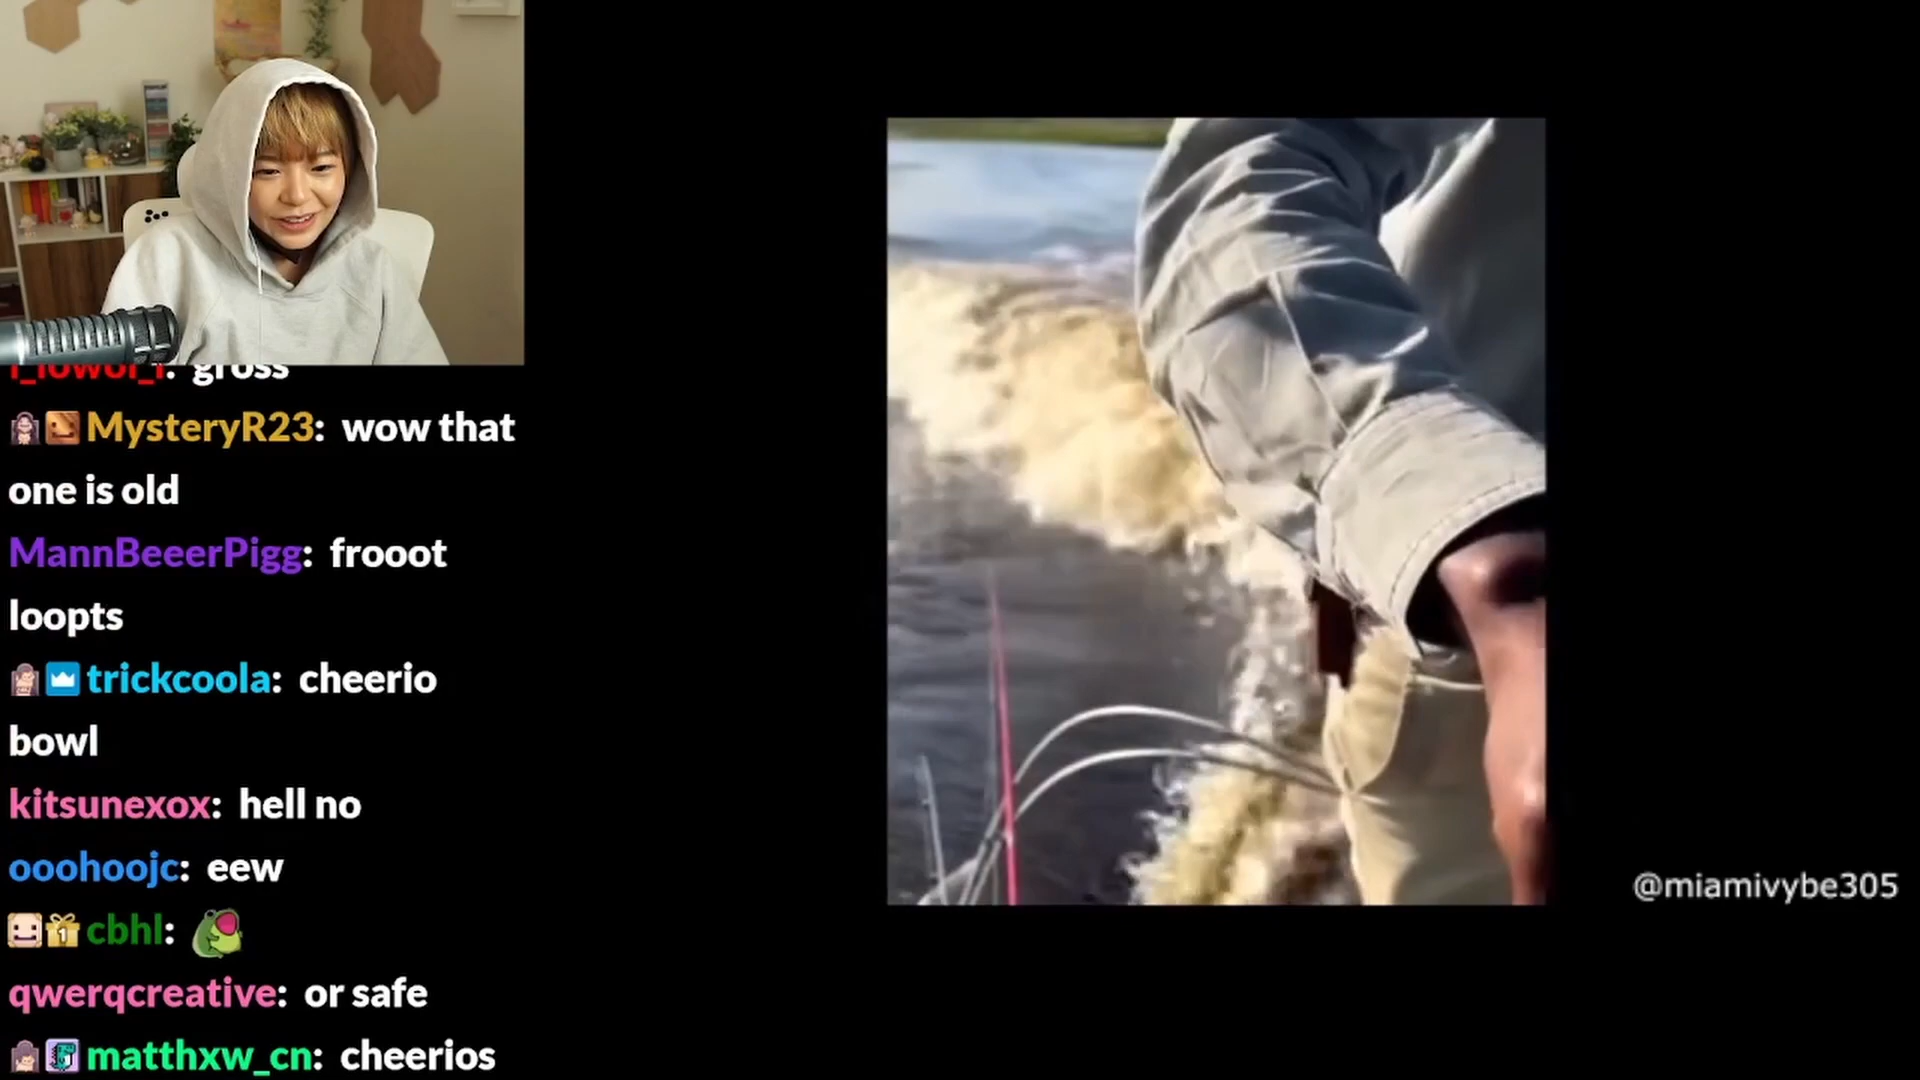 gross
MysteryR23: wow that
one is old
MannBeeerPigg: frooot
loopts
trickcoola: cheerio
bowl
kitsunexox: hell no
ooohoojc: eew
cbhl:
qwerqcreative: or safe
matthxw_cn: cheerios
@miamivybe305